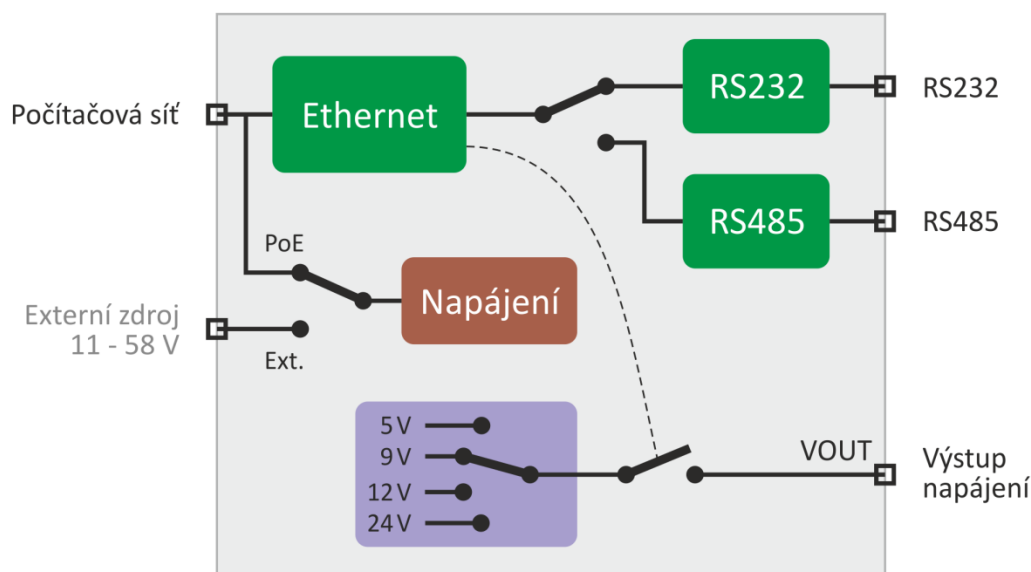 Počítačová síť
Ethernet
RS232
RS232
RS485
RS485
PoE
Napájení
Externí zdroj
11 - 58 V
Ext.
5 V
9 V
12 V
24 V
VOUT
Výstup
napájení